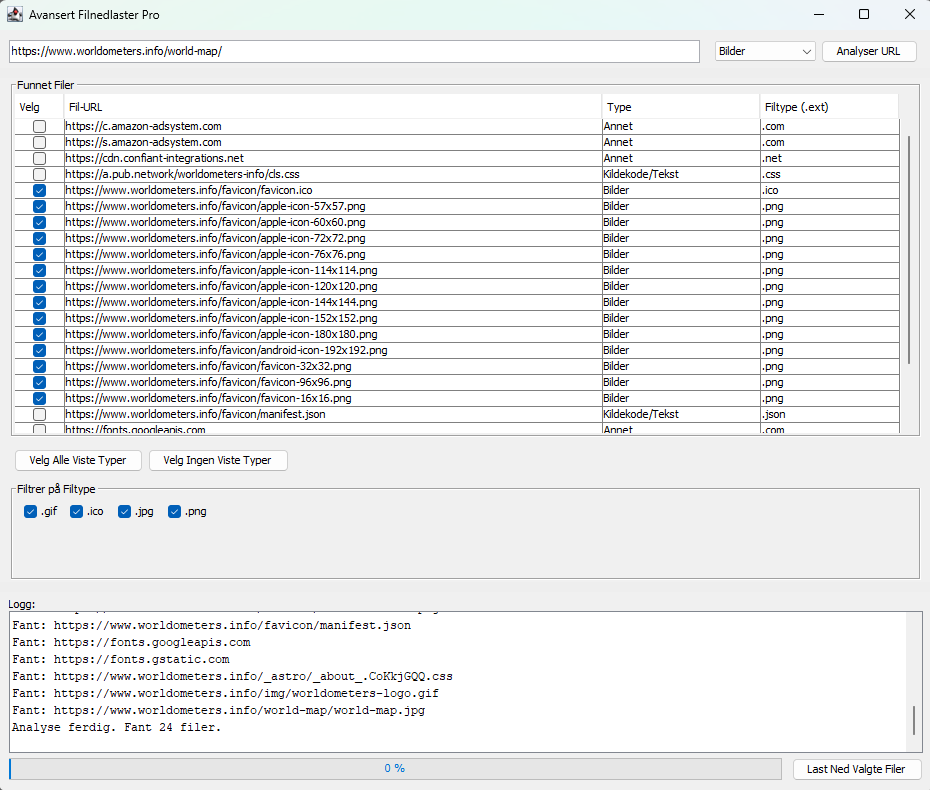 Avansert Filnedlaster Pro
https://www.worldometers.info/world-map/ Bilder Analyser URL
Funnet Filer
Velg Fil-URL Type Filtype (.ext)
https://c.amazon-adsystem.com Annet .com
https://s.amazon-adsystem.com Annet .com
https://cdn.confiant-integrations.net Annet .net
https://a.pub.network/worldometers-info/cls.css Kildekode/Tekst .css
https://www.worldometers.info/favicon/favicon.ico Bilder .ico
https://www.worldometers.info/favicon/apple-icon-57x57.png Bilder .png
https://www.worldometers.info/favicon/apple-icon-60x60.png Bilder .png
https://www.worldometers.info/favicon/apple-icon-72x72.png Bilder .png
https://www.worldometers.info/favicon/apple-icon-76x76.png Bilder .png
https://www.worldometers.info/favicon/apple-icon-114x114.png Bilder .png
https://www.worldometers.info/favicon/apple-icon-120x120.png Bilder .png
https://www.worldometers.info/favicon/apple-icon-144x144.png Bilder .png
https://www.worldometers.info/favicon/apple-icon-152x152.png Bilder .png
https://www.worldometers.info/favicon/apple-icon-180x180.png Bilder .png
https://www.worldometers.info/favicon/android-icon-192x192.png Bilder .png
https://www.worldometers.info/favicon/favicon-32x32.png Bilder .png
https://www.worldometers.info/favicon/favicon-96x96.png Bilder .png
https://www.worldometers.info/favicon/favicon-16x16.png Bilder .png
https://www.worldometers.info/favicon/manifest.json Kildekode/Tekst .json
https://fonts.googleapis.com Annet .com
Velg Alle Viste Typer Velg Ingen Viste Typer
Filtrer på Filtype
.gif .ico .jpg .png
Logg:
Fant: https://www.worldometers.info/favicon/manifest.json
Fant: https://fonts.googleapis.com
Fant: https://fonts.gstatic.com
Fant: https://www.worldometers.info/_astro/_about_.CoKkjGQQ.css
Fant: https://www.worldometers.info/img/worldometers-logo.gif
Fant: https://www.worldometers.info/world-map/world-map.jpg
Analyse ferdig. Fant 24 filer.
0 % Last Ned Valgte Filer